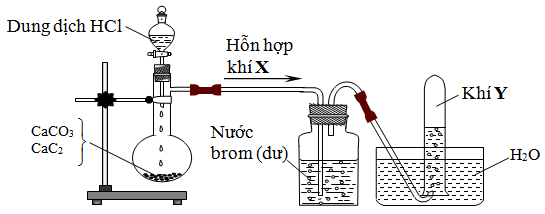 Dung dịch HCl
Hỗn hợp
khí X
Khí Y
CaCO3
CaC2
Nước
brom (dư)
H2O